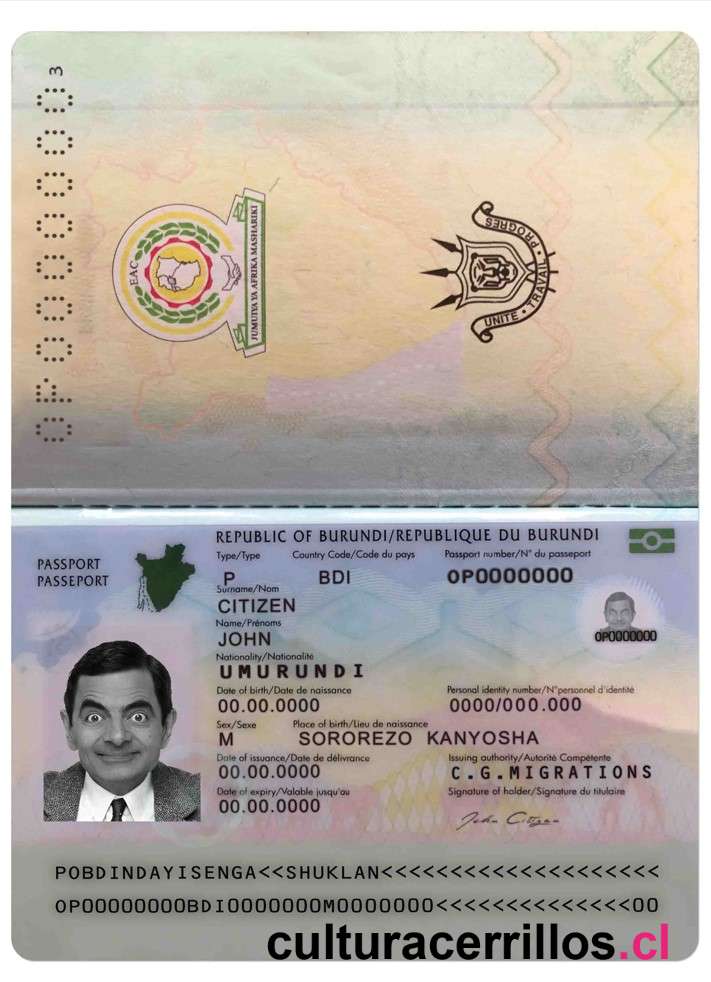 OP0000000 3
EAC
JUMUIYA YA AFRIKA MASHARIKI
UNITE • TRAVAIL • PROGRES
REPUBLIC OF BURUNDI/REPUBLIQUE DU BURUNDI
PASSPORT
PASSEPORT
Type/Type Country Code/Code du pays Passport number/N° du passeport
P BDI OP0000000
Surname/Nom
CITIZEN
Name/Prénoms
JOHN
OP0000000
Nationality/Nationalité
UMURUNDI
Date of birth/Date de naissance Personal identity number/N°personnel d'identité
00.00.0000 0000/000.000
Sex/Sexe Place of birth/Lieu de naissance
M SOROREZO KANYOSHA
Date of issuance/Date de délivrance Issuing authority/Autorité Compétente
00.00.0000 C.G.MIGRATIONS
Date of expiry/Valable jusqu'au Signature of holder/Signature du titulaire
00.00.0000 John Citizen
POBDINDAYISENGA<<SHUKLAN<<<<<<<<<<<<<<<<<<<<
OP00000000BDI0000000M0000000<<<<<<<<<<<<<<00
culturacerrillos.cl